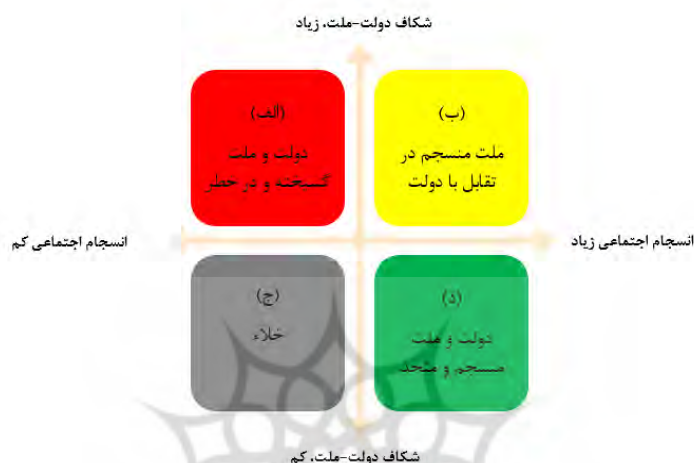 شکاف دولت-ملت، زیاد
(الف)
دولت و ملت
گسیخته و در خطر
(ب)
ملت منسجم در
تقابل با دولت
انسجام اجتماعی زیاد
انسجام اجتماعی کم
(ج)
خلاء
(د)
دولت و ملت
منسجم و متحد
شکاف دولت-ملت، کم